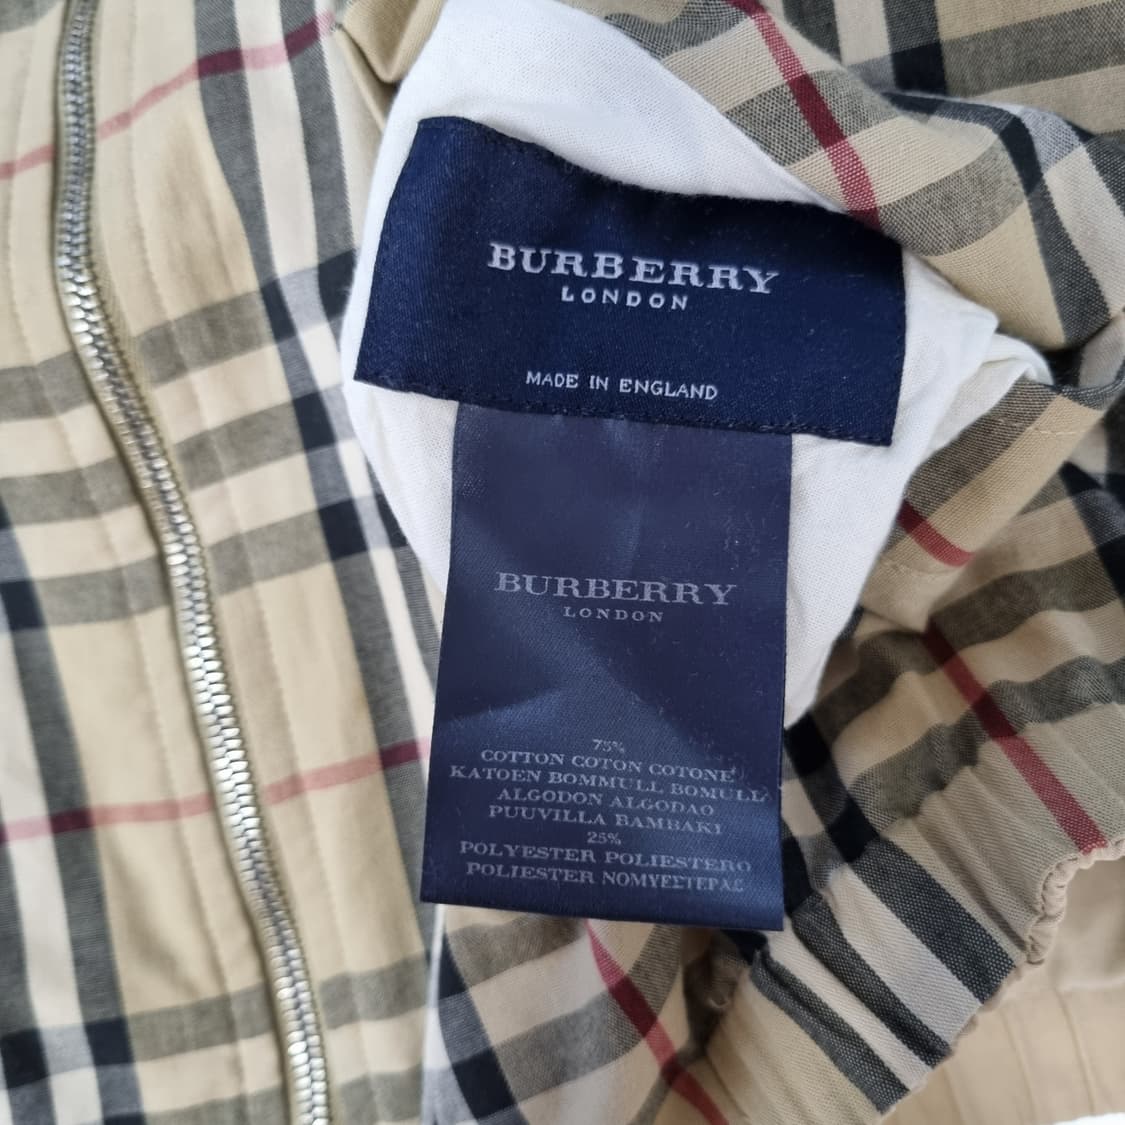 BURBERRY
LONDON
MADE IN ENGLAND
BURBERRY
LONDON
75%
COTTON COTON COTONE
KATOEN BOMMULL BOMULL
ALGODON ALGODAO
PUUVILLA BAMBAKI
25%
POLYESTER POLIESTERO
POLIESTER ΝΟΜΥΕΣΤΕΡΑΣ